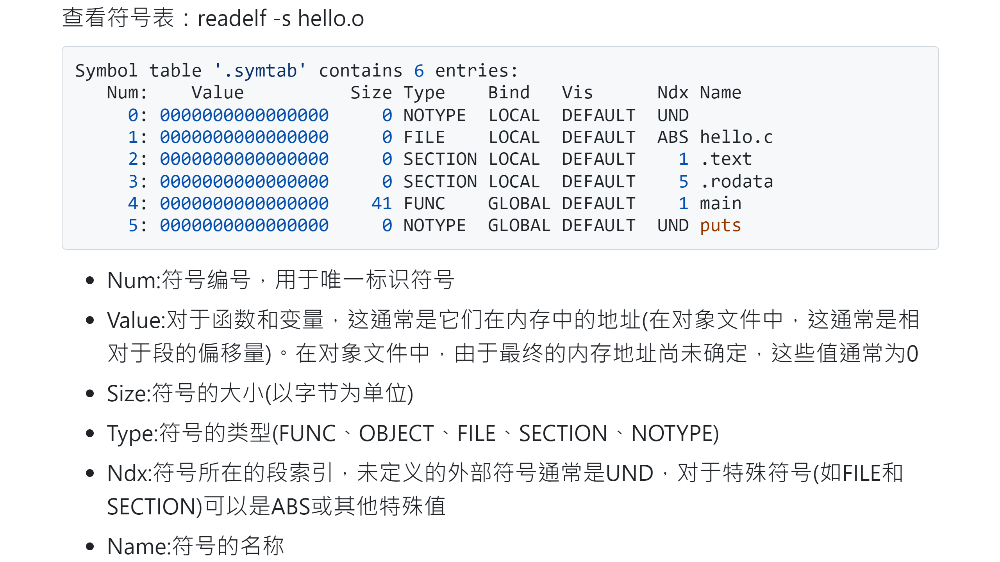 查看符号表：readelf -s hello.o
Symbol table '.symtab' contains 6 entries:
   Num:    Value          Size Type    Bind   Vis      Ndx Name
     0: 0000000000000000     0 NOTYPE  LOCAL  DEFAULT  UND
     1: 0000000000000000     0 FILE    LOCAL  DEFAULT  ABS hello.c
     2: 0000000000000000     0 SECTION LOCAL  DEFAULT    1 .text
     3: 0000000000000000     0 SECTION LOCAL  DEFAULT    5 .rodata
     4: 0000000000000000    41 FUNC    GLOBAL DEFAULT    1 main
     5: 0000000000000000     0 NOTYPE  GLOBAL DEFAULT  UND puts
• Num:符号编号，用于唯一标识符号
• Value:对于函数和变量，这通常是它们在内存中的地址(在对象文件中，这通常是相
对于段的偏移量)。在对象文件中，由于最终的内存地址尚未确定，这些值通常为0
• Size:符号的大小(以字节为单位)
• Type:符号的类型(FUNC、OBJECT、FILE、SECTION、NOTYPE)
• Ndx:符号所在的段索引，未定义的外部符号通常是UND，对于特殊符号(如FILE和
SECTION)可以是ABS或其他特殊值
• Name:符号的名称